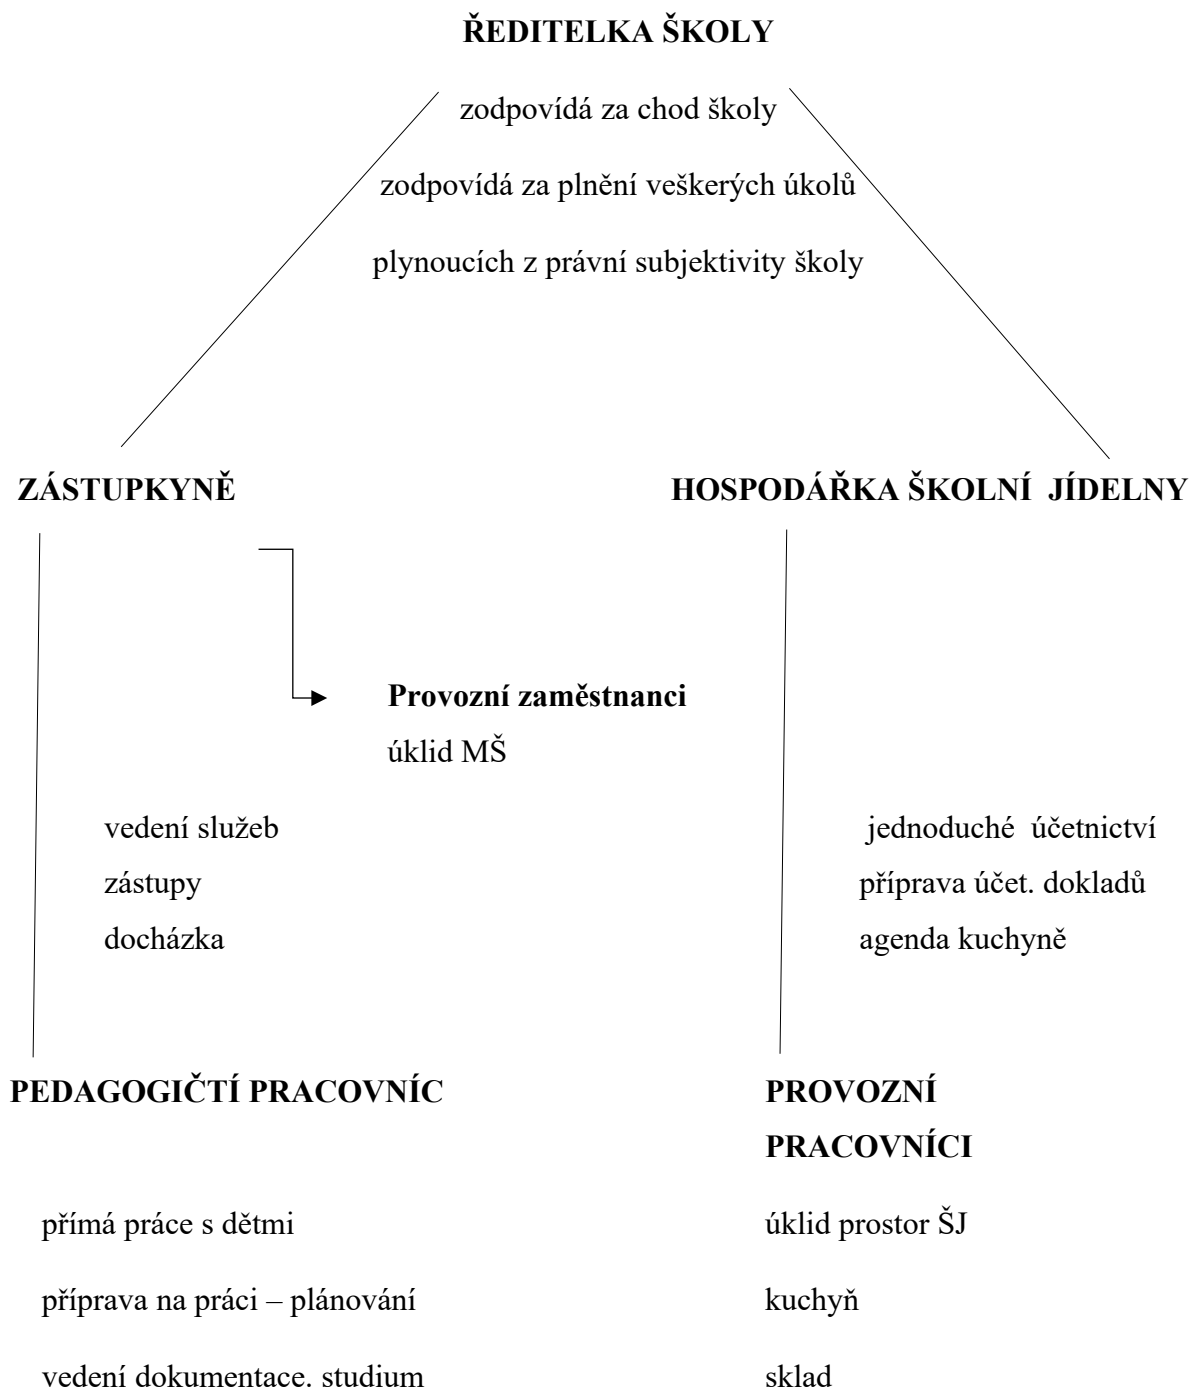 ŘEDITELKA ŠKOLY
zodpovídá za chod školy
zodpovídá za plnění veškerých úkolů
plynoucích z právní subjektivity školy
ZÁSTUPKYNĚ
HOSPODÁŘKA ŠKOLNÍ JÍDELNY
Provozní zaměstnanci
úklid MŠ
vedení služeb
zástupy
docházka
jednoduché účetnictví
příprava účet. dokladů
agenda kuchyně
PEDAGOGIČTÍ PRACOVNÍC
PROVOZNÍ
PRACOVNÍCI
přímá práce s dětmi
příprava na práci – plánování
vedení dokumentace. studium
úklid prostor ŠJ
kuchyň
sklad